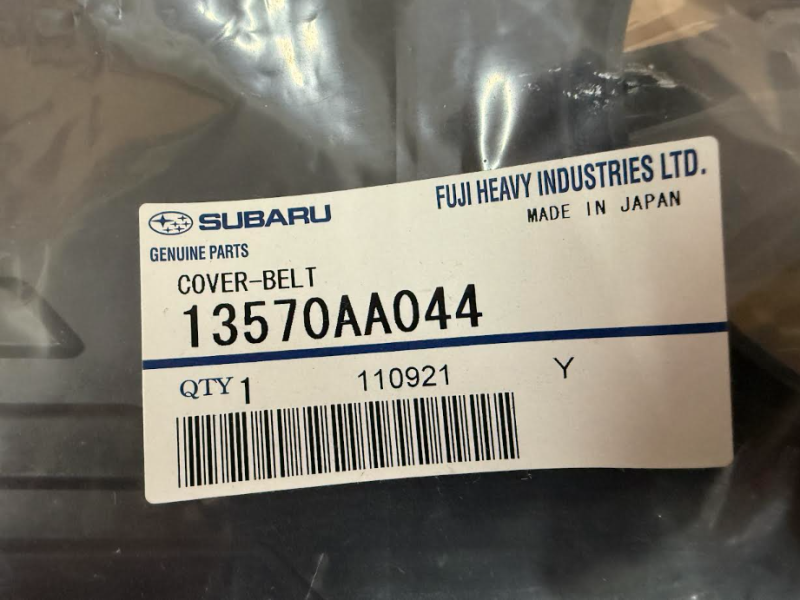 SUBARU
FUJI HEAVY INDUSTRIES LTD.
MADE IN JAPAN
GENUINE PARTS
COVER-BELT
13570AA044
QTY 1 110921 Y